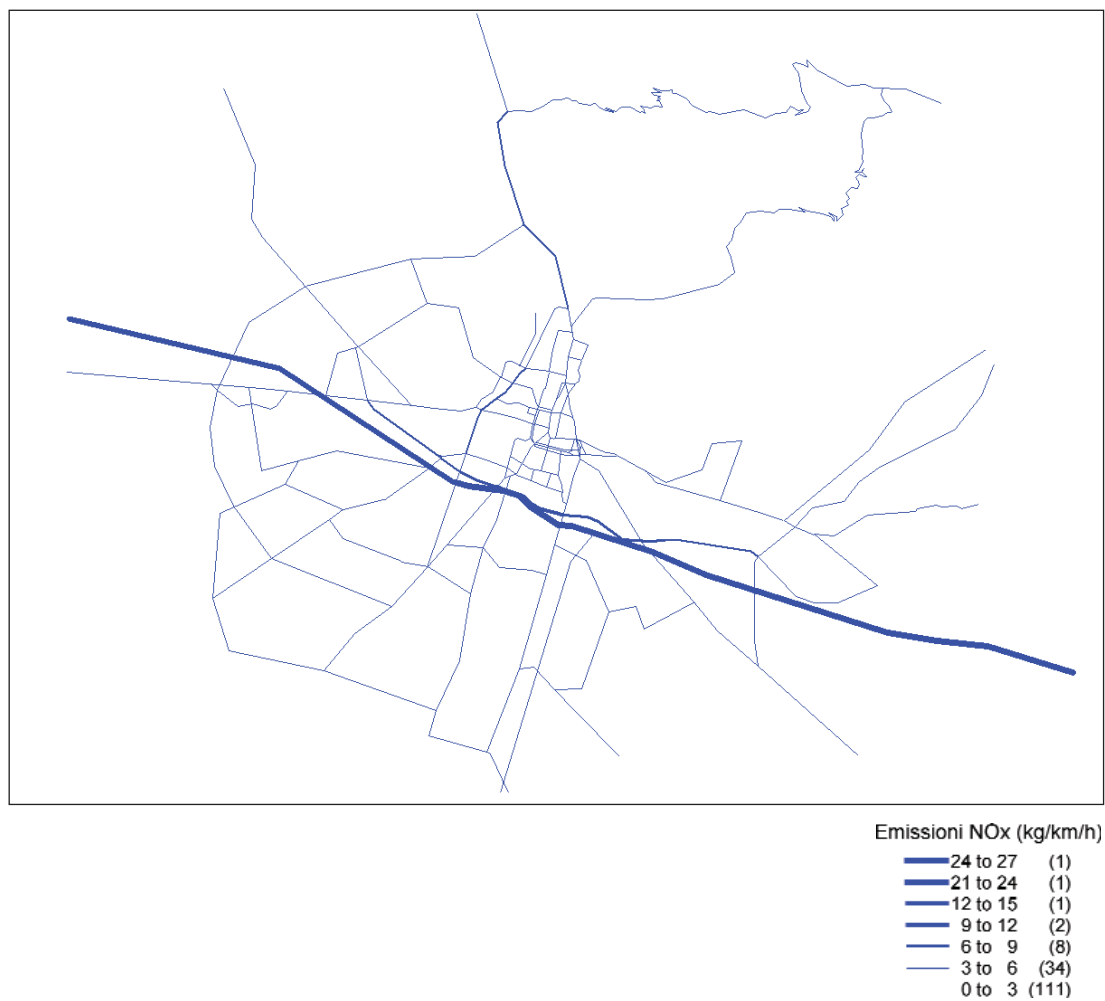 Emissioni NOx (kg/km/h)
24 to 27 (1)
21 to 24 (1)
12 to 15 (1)
9 to 12 (2)
6 to 9 (8)
3 to 6 (34)
0 to 3 (111)